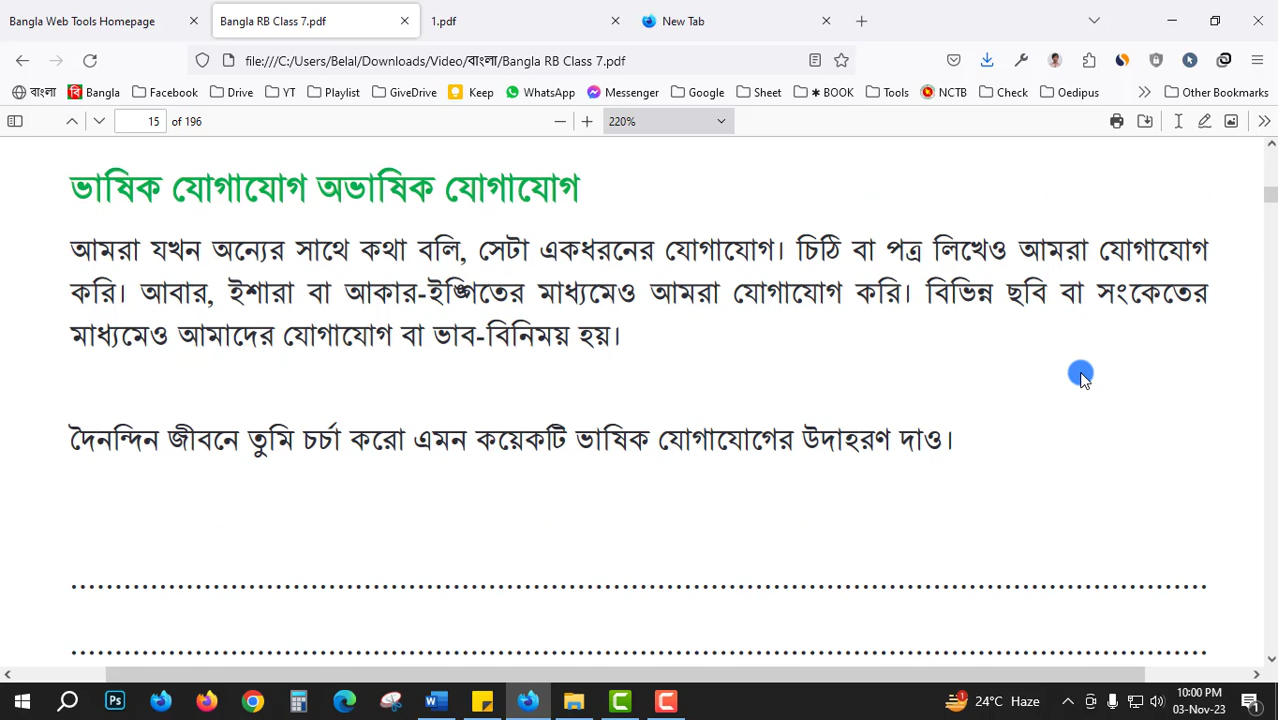 Bangla Web Tools Homepage
Bangla RB Class 7.pdf
1.pdf
New Tab
file:///C:/Users/Belaf/Downloads/Video/বাংলা/Bangla RB Class 7.pdf
বাংলা Bangla Facebook Drive YT Playlist GiveDrive Keep WhatsApp Messenger Google Sheet ✱ BOOK Tools NCTB Check Oedipus Other Bookmarks
15 of 196
220%
ভাষিক যোগাযোগ অভাষিক যোগাযোগ
আমরা যখন অন্যের সাথে কথা বলি, সেটা একধরনের যোগাযোগ। চিঠি বা পত্র লিখেও আমরা যোগাযোগ
করি। আবার, ইশারা বা আকার-ইঙ্গিতের মাধ্যমেও আমরা যোগাযোগ করি। বিভিন্ন ছবি বা সংকেতের
মাধ্যমেও আমাদের যোগাযোগ বা ভাব-বিনিময় হয়।
দৈনন্দিন জীবনে তুমি চর্চা করো এমন কয়েকটি ভাষিক যোগাযোগের উদাহরণ দাও।
24°C Haze
10:00 PM
03-Nov-23